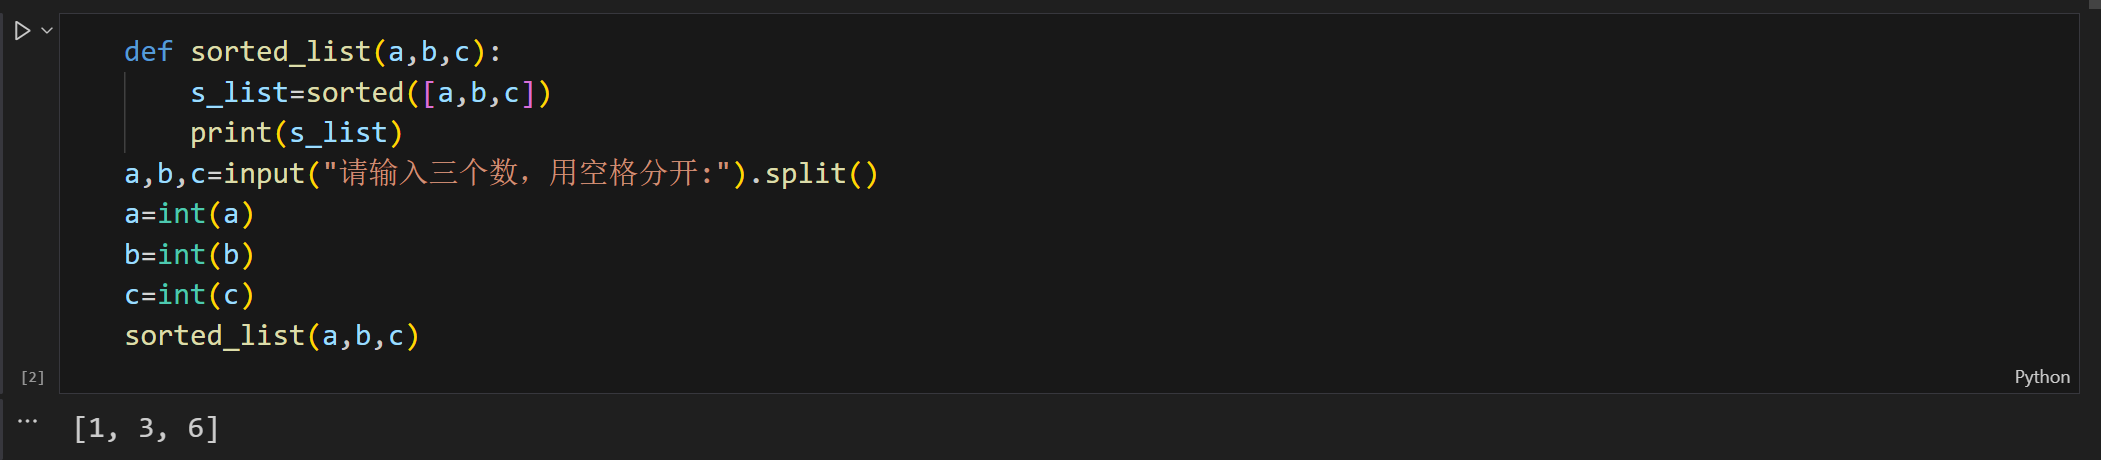 def sorted_list(a,b,c):
    s_list=sorted([a,b,c])
    print(s_list)
a,b,c=input("请输入三个数，用空格分开:").split()
a=int(a)
b=int(b)
c=int(c)
sorted_list(a,b,c)
[2]
Python
[1, 3, 6]